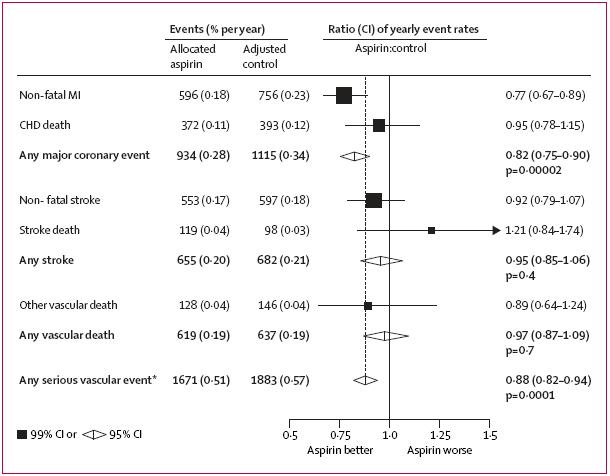 Events (% per year) Ratio (CI) of yearly event rates
Allocated aspirin Adjusted control Aspirin:control
Non-fatal MI 596 (0·18) 756 (0·23) 0·77 (0·67–0·89)
CHD death 372 (0·11) 393 (0·12) 0·95 (0·78–1·15)
Any major coronary event 934 (0·28) 1115 (0·34) 0·82 (0·75–0·90)
p=0·00002
Non- fatal stroke 553 (0·17) 597 (0·18) 0·92 (0·79–1·07)
Stroke death 119 (0·04) 98 (0·03) 1·21 (0·84–1·74)
Any stroke 655 (0·20) 682 (0·21) 0·95 (0·85–1·06)
p=0·4
Other vascular death 128 (0·04) 146 (0·04) 0·89 (0·64–1·24)
Any vascular death 619 (0·19) 637 (0·19) 0·97 (0·87–1·09)
p=0·7
Any serious vascular event* 1671 (0·51) 1883 (0·57) 0·88 (0·82–0·94)
p=0·0001
99% CI or 95% CI
0·5 0·75 1·0 1·25 1·5
Aspirin better Aspirin worse